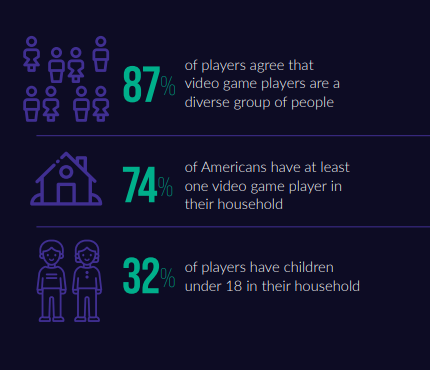 87%
of players agree that
video game players are a
diverse group of people
74%
of Americans have at least
one video game player in
their household
32%
of players have children
under 18 in their household